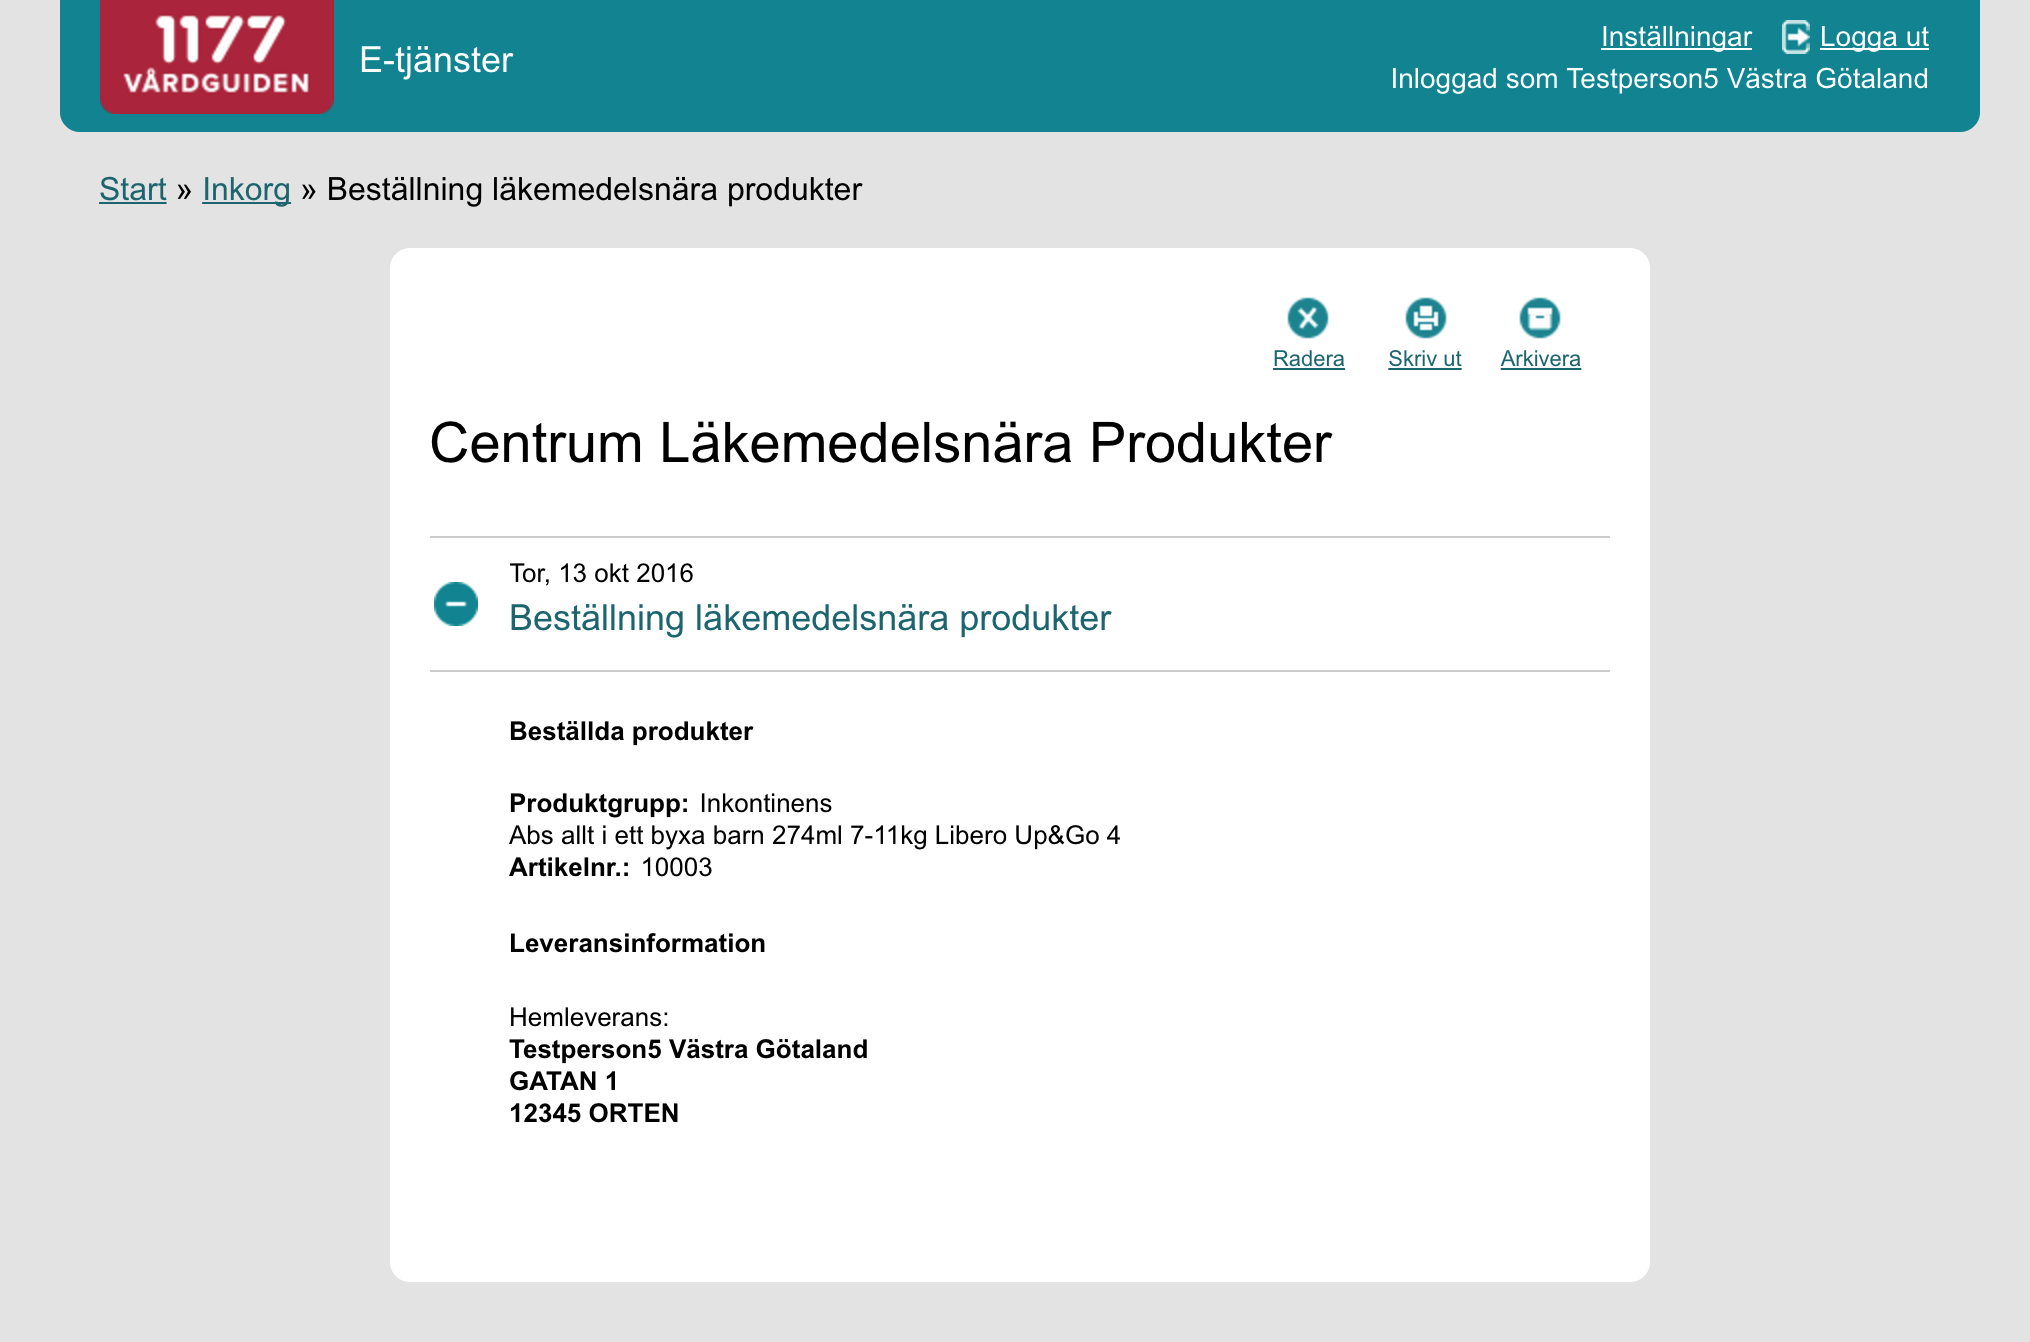 1177
VÅRDGUIDEN
E-tjänster
Inställningar Logga ut
Inloggad som Testperson5 Västra Götaland
Start » Inkorg » Beställning läkemedelsnära produkter
Radera Skriv ut Arkivera
Centrum Läkemedelsnära Produkter
Tor, 13 okt 2016
Beställning läkemedelsnära produkter
Beställda produkter
Produktgrupp: Inkontinens
Abs allt i ett byxa barn 274ml 7-11kg Libero Up&Go 4
Artikelnr.: 10003
Leveransinformation
Hemleverans:
Testperson5 Västra Götaland
GATAN 1
12345 ORTEN